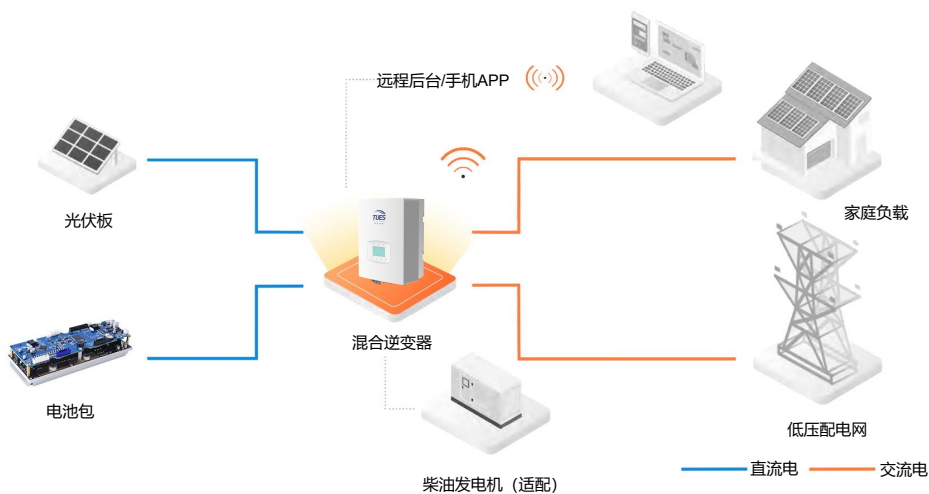 远程后台/手机APP
光伏板
家庭负载
TUES
混合逆变器
电池包
低压配电网
直流电
交流电
柴油发电机（适配）